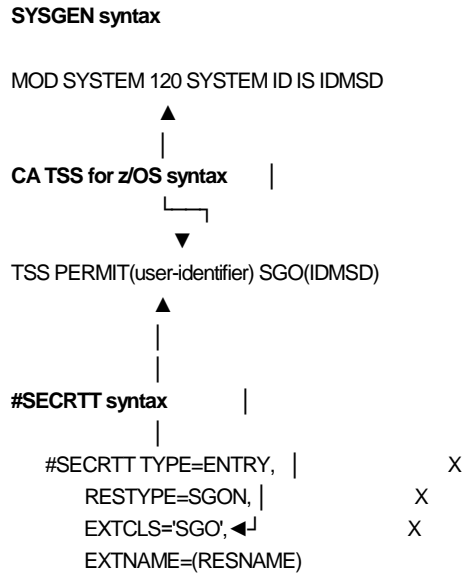 SYSGEN syntax
MOD SYSTEM 120 SYSTEM ID IS IDMSD
▲
│
CA TSS for z/OS syntax │
└──┐
▼
TSS PERMIT(user-identifier) SGO(IDMSD)
▲
│
│
#SECRTT syntax │
│
#SECRTT TYPE=ENTRY, │ X
RESTYPE=SGON, │ X
EXTCLS='SGO',◄┘ X
EXTNAME=(RESNAME)